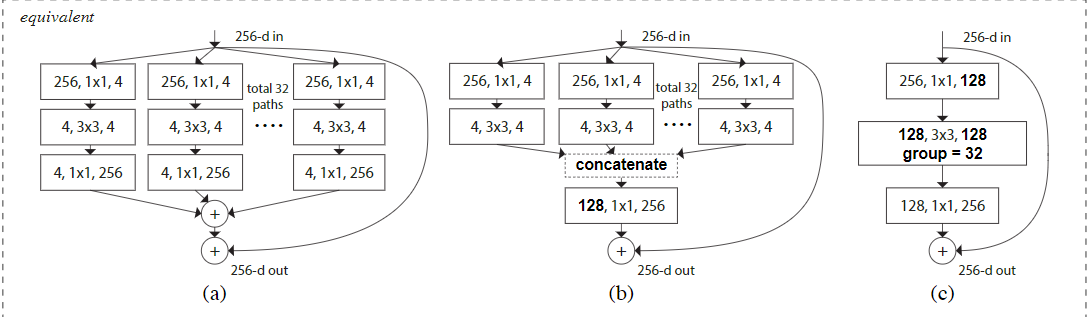 equivalent
256-d in
256, 1x1, 4
256, 1x1, 4
total 32
paths
....
256, 1x1, 4
4, 3x3, 4
4, 3x3, 4
4, 3x3, 4
4, 1x1, 256
4, 1x1, 256
4, 1x1, 256
+
+
256-d out
(a)
256-d in
256, 1x1, 4
256, 1x1, 4
total 32
paths
....
256, 1x1, 4
4, 3x3, 4
4, 3x3, 4
4, 3x3, 4
concatenate
128, 1x1, 256
+
256-d out
(b)
256-d in
256, 1x1, 128
128, 3x3, 128
group = 32
128, 1x1, 256
+
256-d out
(c)